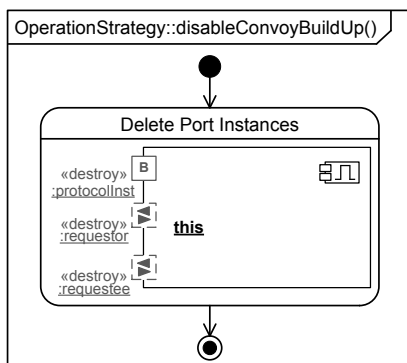 OperationStrategy::disableConvoyBuildUp()
Delete Port Instances
«destroy»
:protocolInst
B
«destroy»
:requestor
this
«destroy»
:requestee